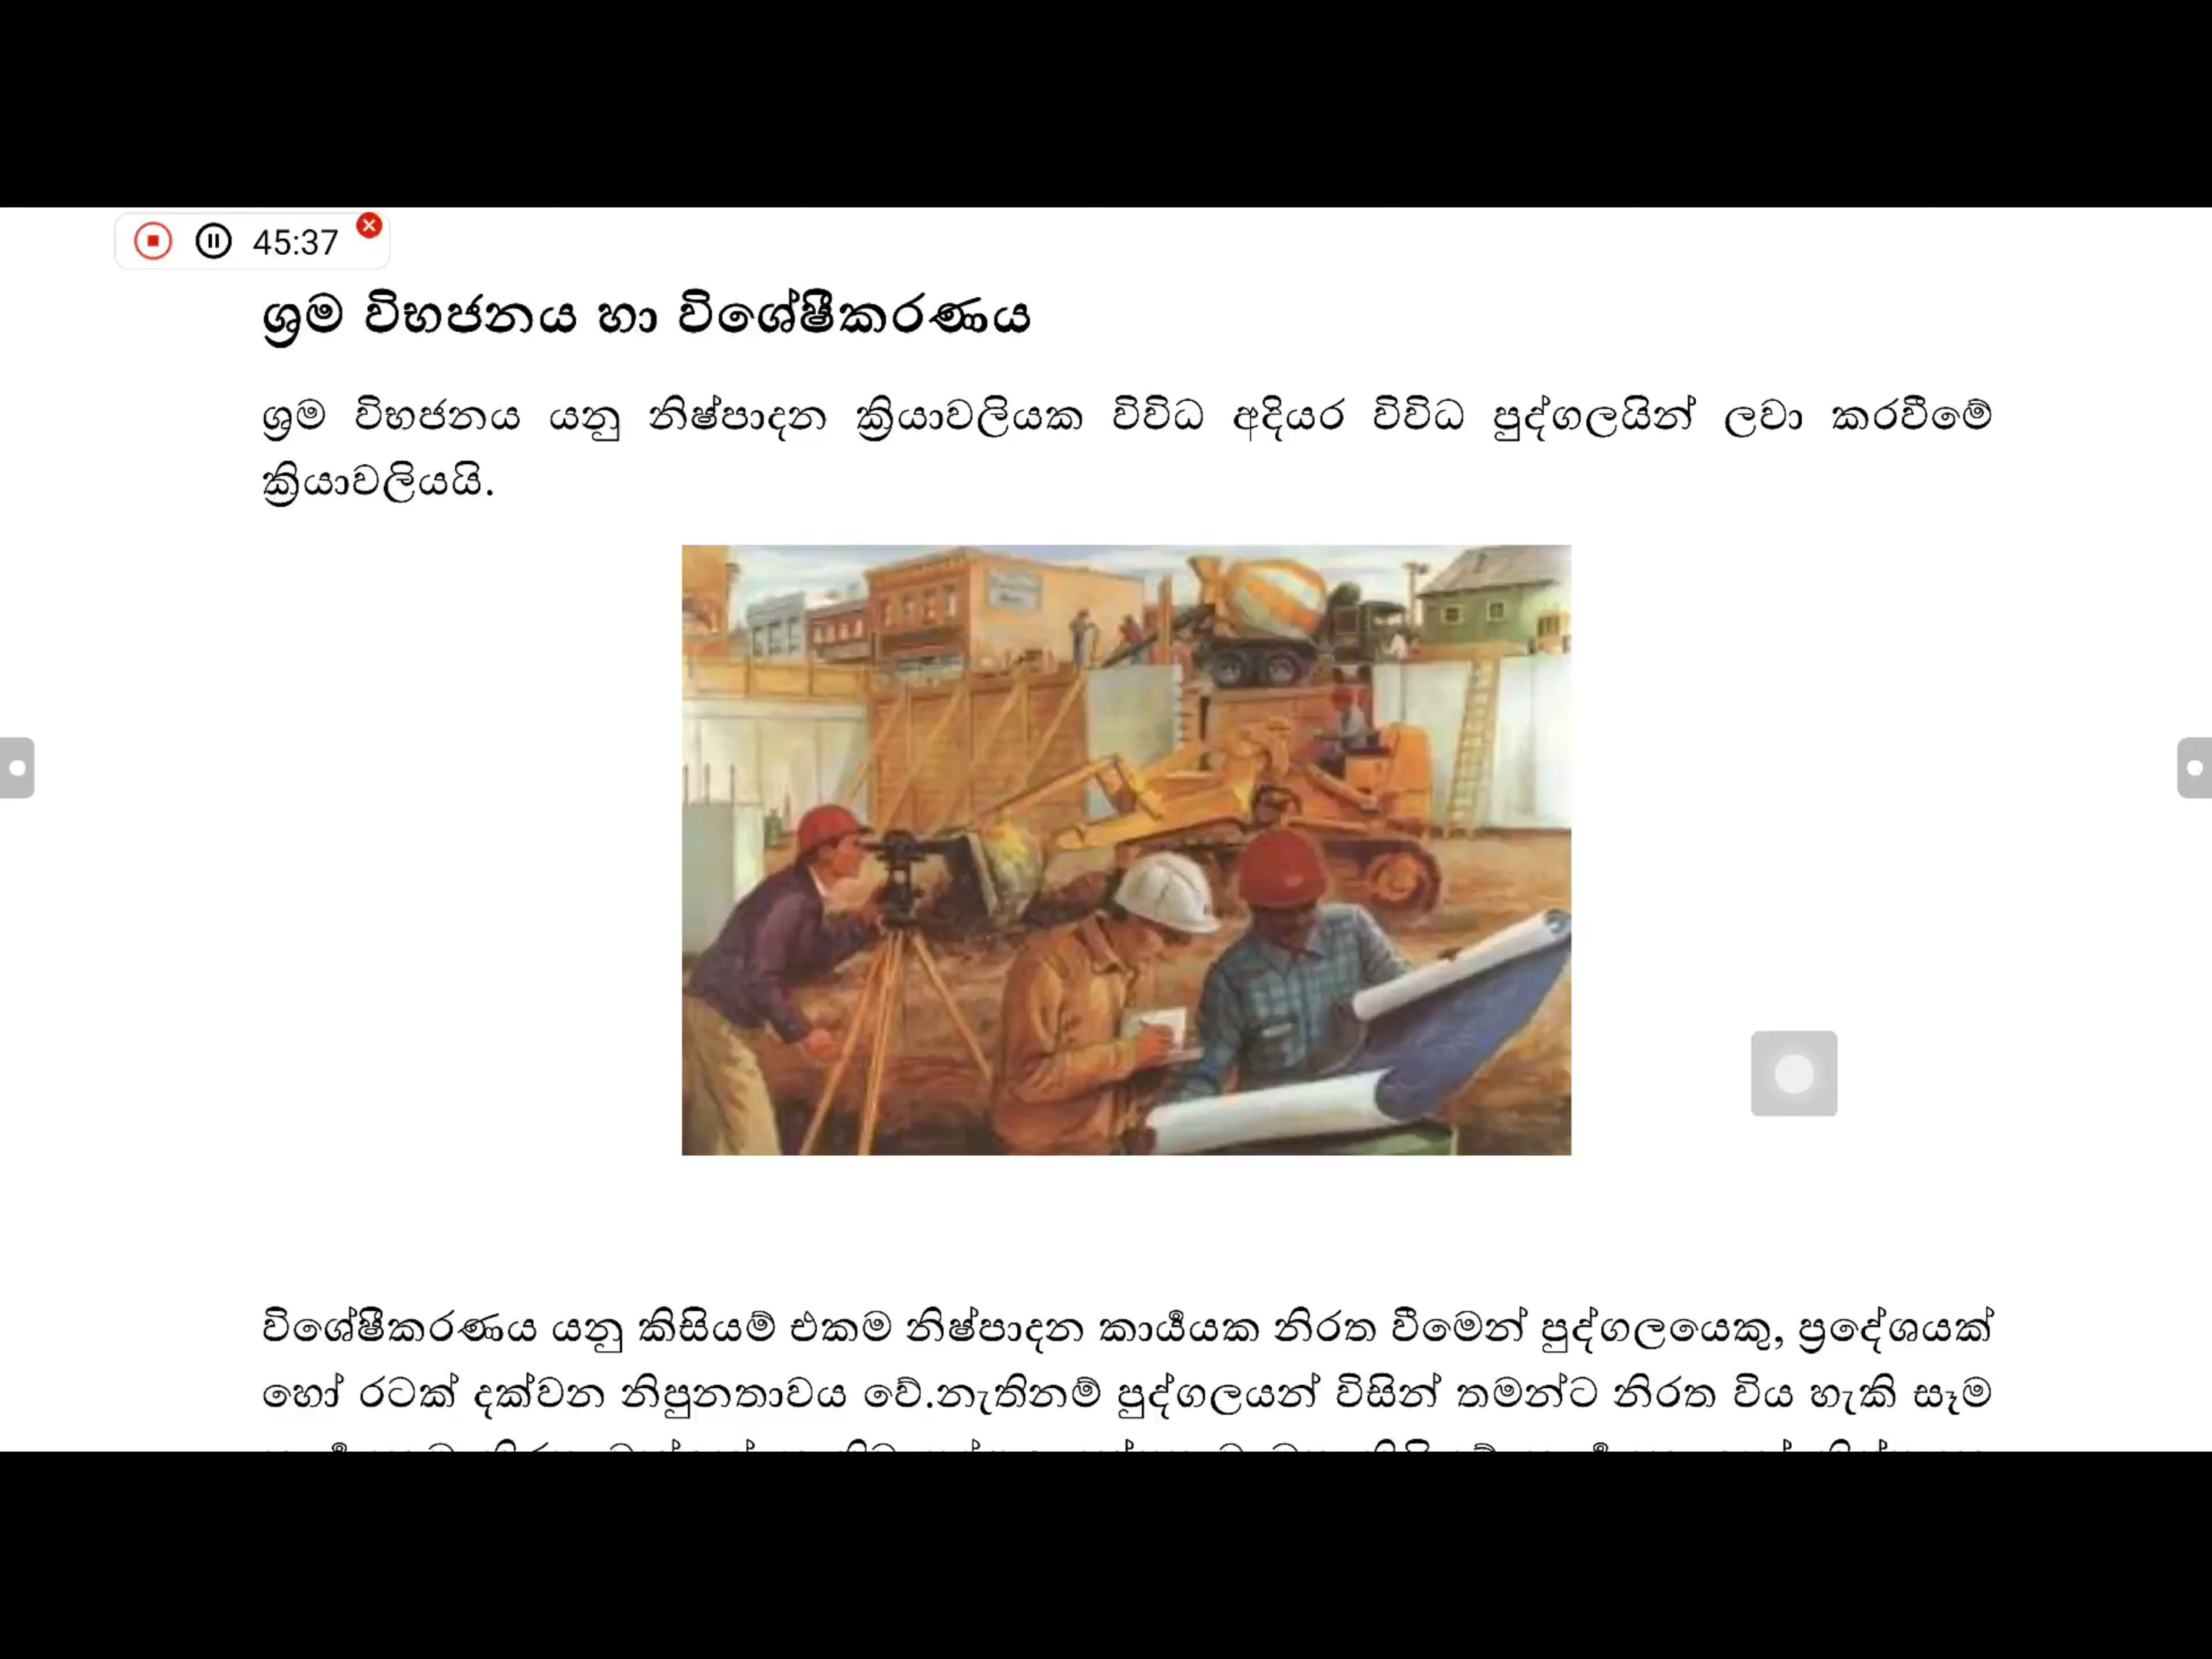 45:37
ශ්‍රම විභජනය හා විශේෂීකරණය
ශ්‍රම විභජනය යනු නිෂ්පාදන ක්‍රියාවලියක විවිධ අදියර විවිධ පුද්ගලයින් ලවා කරවීමේ
ක්‍රියාවලියයි.
විශේෂීකරණය යනු කිසියම් එකම නිෂ්පාදන කාර්‍යයක නිරත වීමෙන් පුද්ගලයෙකු, ප්‍රදේශයක්
හෝ රටක් දක්වන නිපුනතාවය වේ.නැතිනම් පුද්ගලයන් විසින් තමන්ට නිරත විය හැකි සෑම